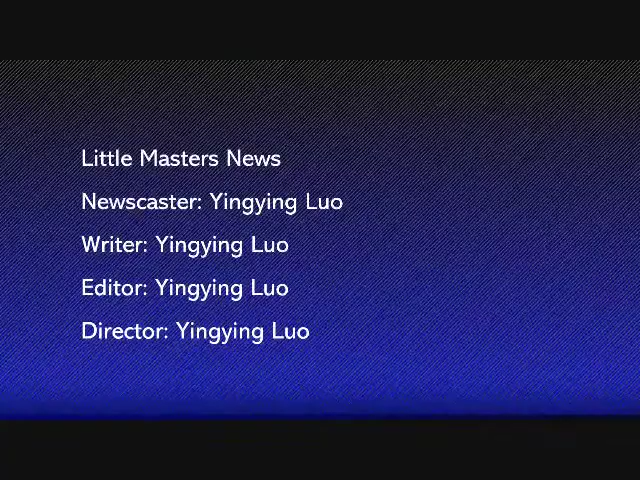 Little Masters News
Newscaster: Yingying Luo
Writer: Yingying Luo
Editor: Yingying Luo
Director: Yingying Luo